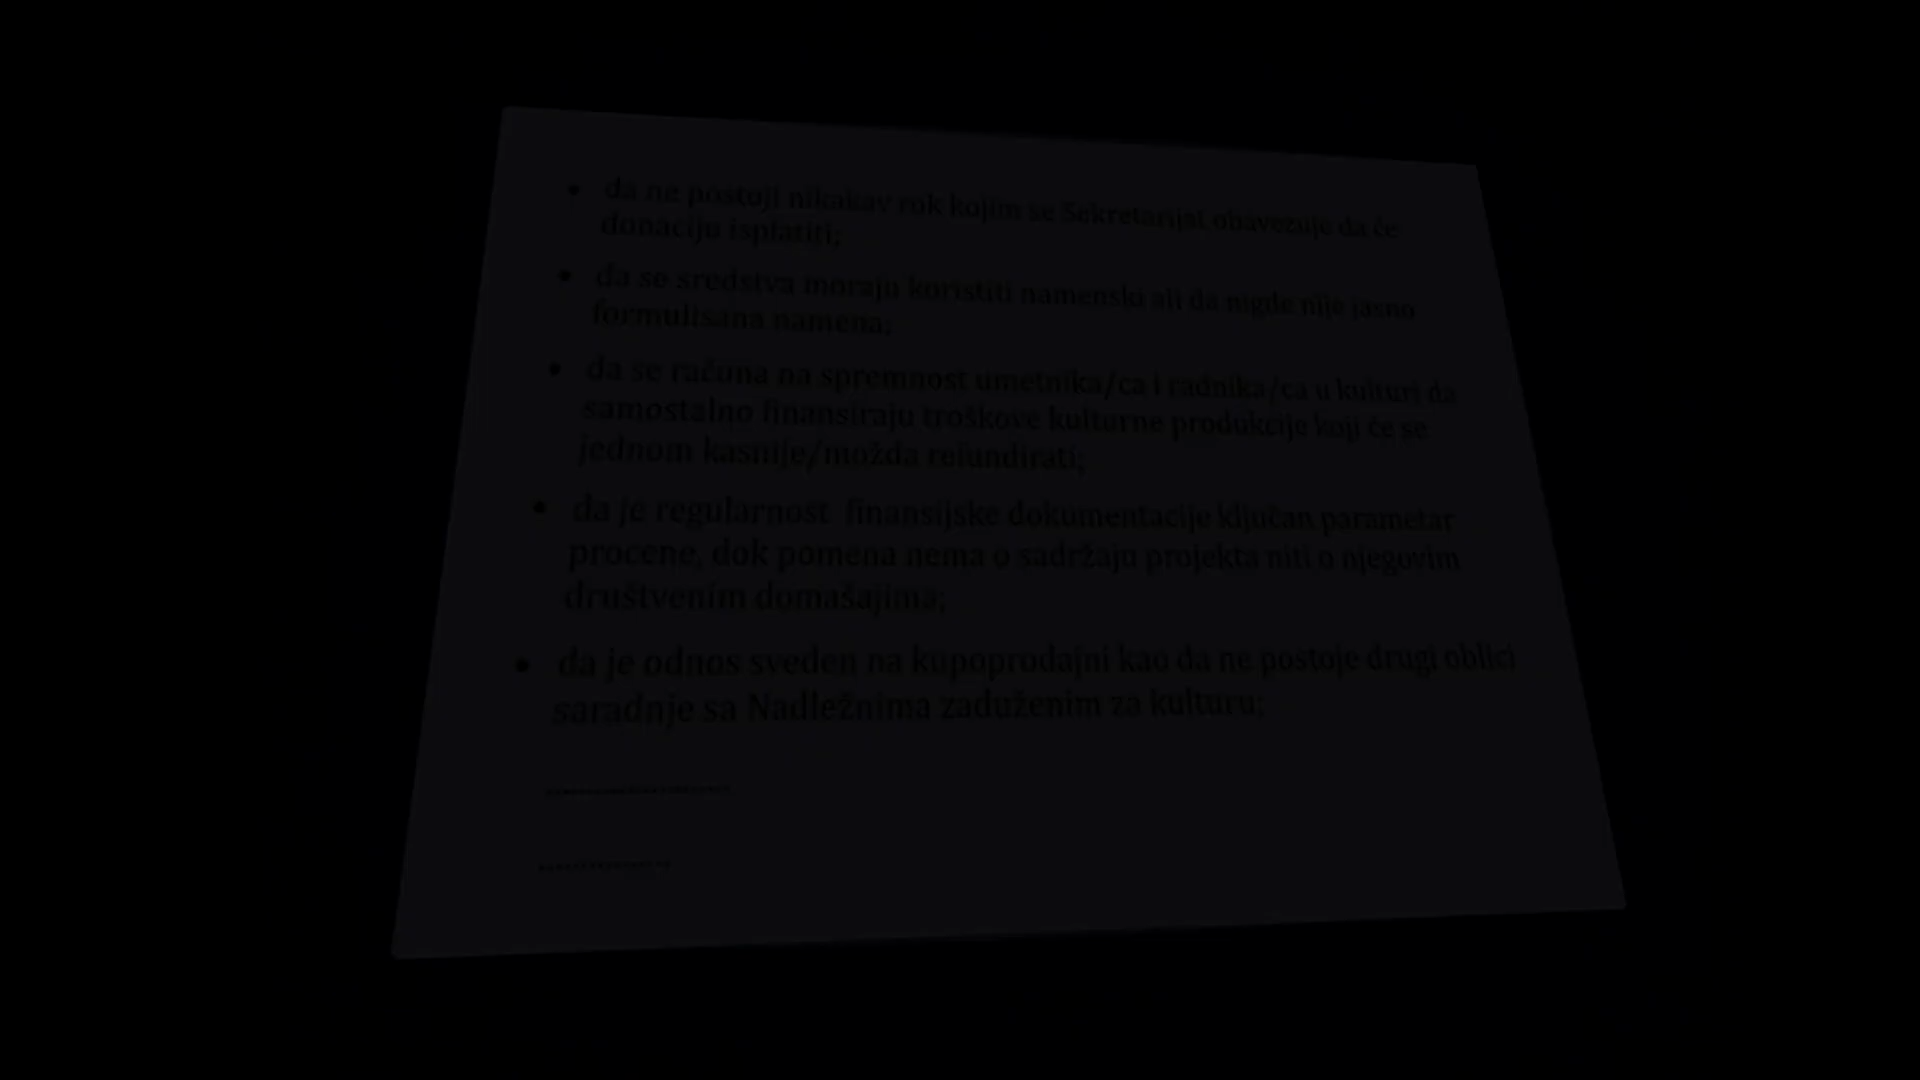 • da ne postoji nikakav rok kojim se Sekretarijat obavezuje da će
donaciju isplatiti;
• da se sredstva moraju koristiti namenski ali da nigde nije jasno
formulisana namena;
• da se računa na spremnost umetnika/ca i radnika/ca u kulturi da
samostalno finansiraju troškove kulturne produkcije koji će se
jednom kasnije/možda refundirati;
• da je regularnost finansijske dokumentacije ključan parametar
procene, dok pomena nema o sadržaju projekta niti o njegovim
društvenim domašajima;
• da je odnos sveden na kupoprodajni kao da ne postoje drugi oblici
saradnje sa Nadležnima zaduženim za kulturu;